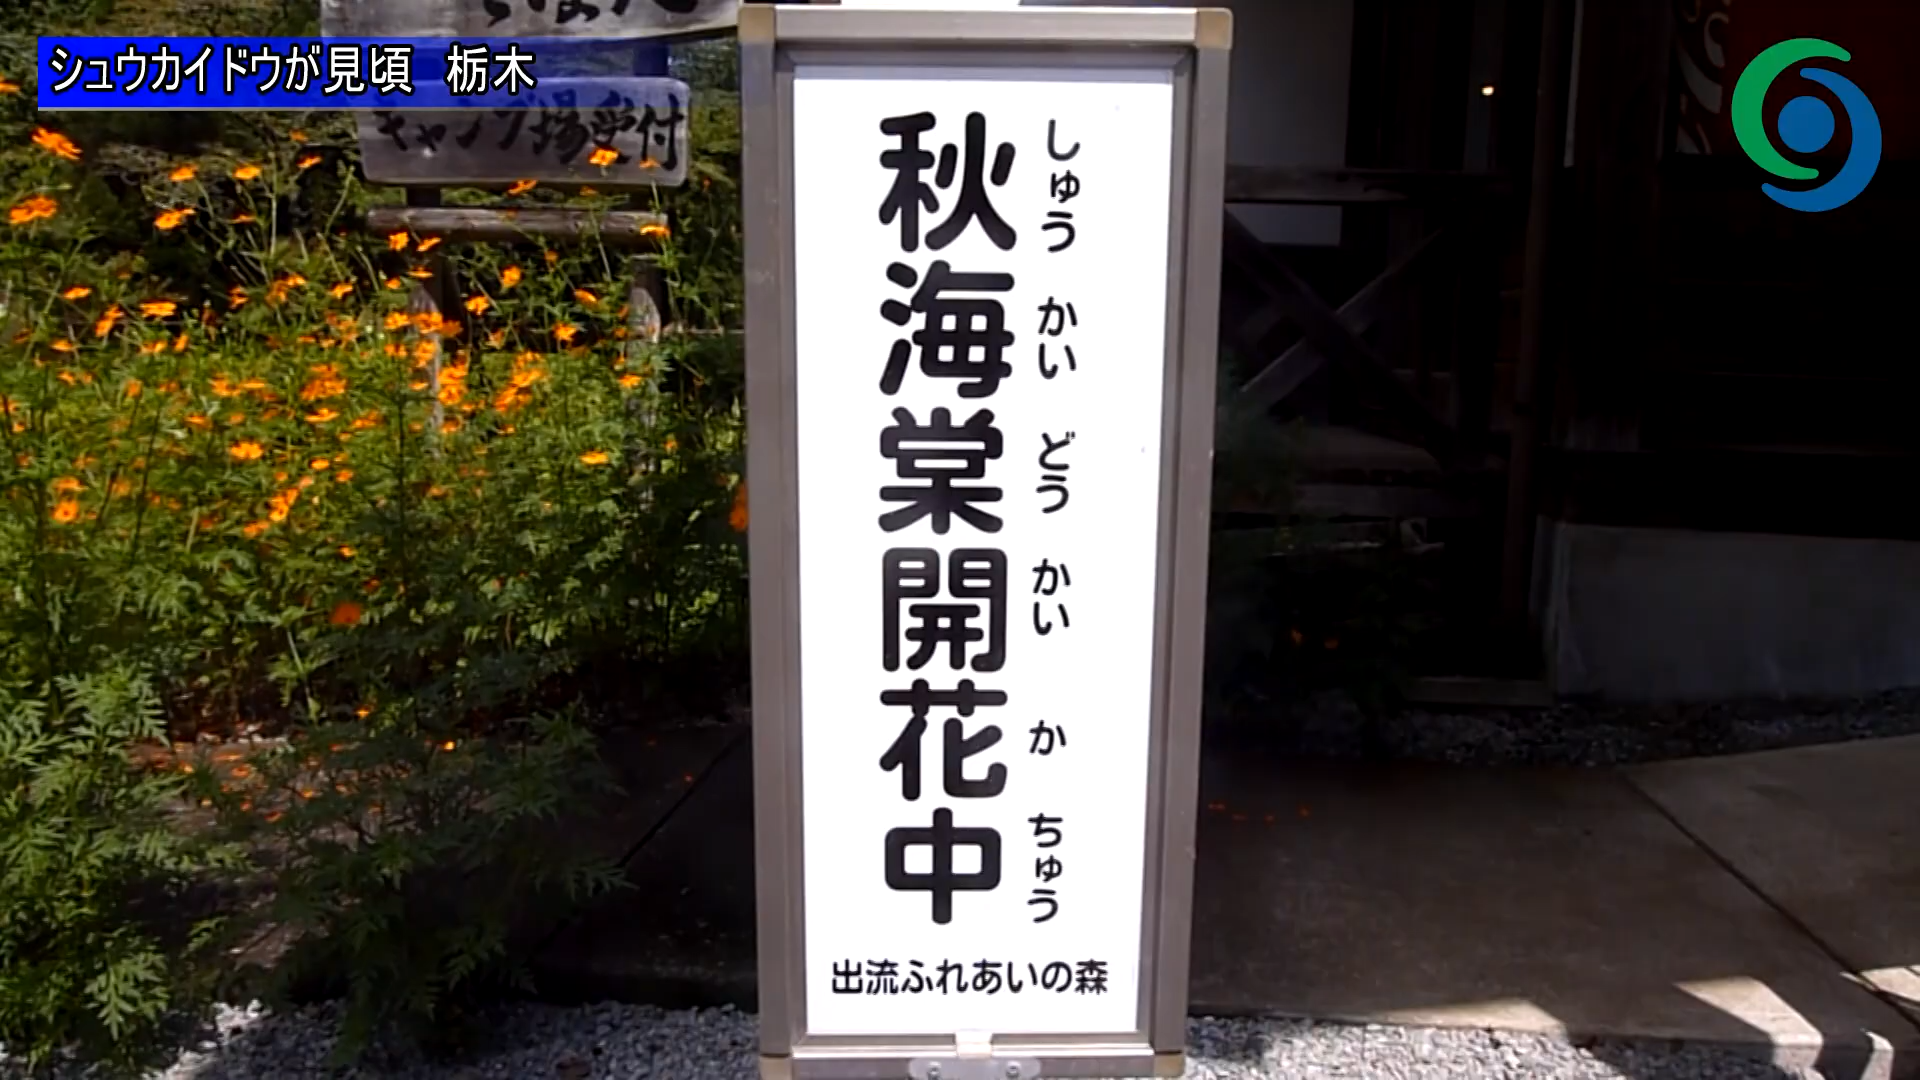 シュウカイドウが見頃　栃木
キャンプ場受付
秋海棠開花中
しゅうかいどうかいかちゅう
出流ふれあいの森